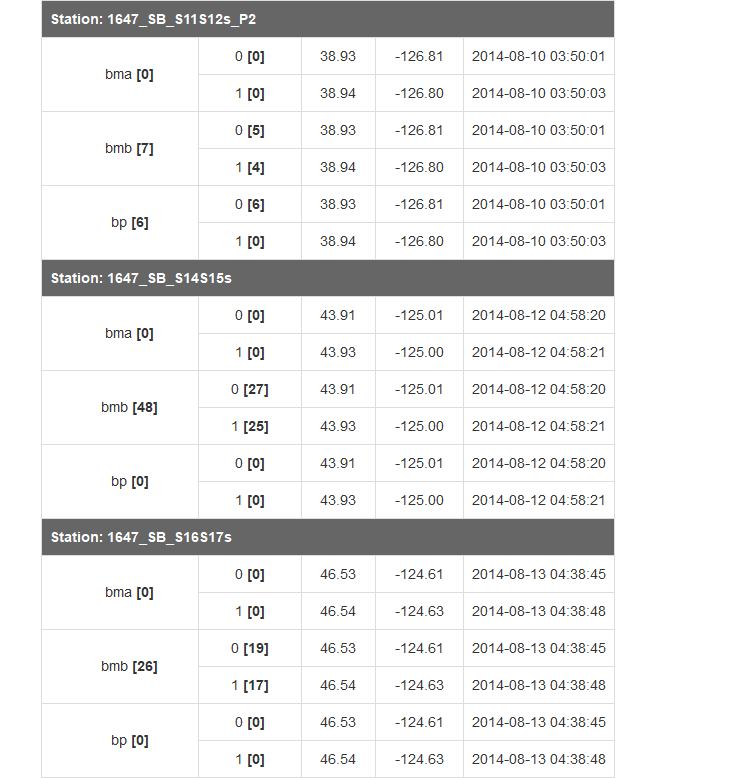 Station: 1647_SB_S11S12s_P2
bma [0]
0 [0] 38.93 -126.81 2014-08-10 03:50:01
1 [0] 38.94 -126.80 2014-08-10 03:50:03
bmb [7]
0 [5] 38.93 -126.81 2014-08-10 03:50:01
1 [4] 38.94 -126.80 2014-08-10 03:50:03
bp [6]
0 [6] 38.93 -126.81 2014-08-10 03:50:01
1 [0] 38.94 -126.80 2014-08-10 03:50:03
Station: 1647_SB_S14S15s
bma [0]
0 [0] 43.91 -125.01 2014-08-12 04:58:20
1 [0] 43.93 -125.00 2014-08-12 04:58:21
bmb [48]
0 [27] 43.91 -125.01 2014-08-12 04:58:20
1 [25] 43.93 -125.00 2014-08-12 04:58:21
bp [0]
0 [0] 43.91 -125.01 2014-08-12 04:58:20
1 [0] 43.93 -125.00 2014-08-12 04:58:21
Station: 1647_SB_S16S17s
bma [0]
0 [0] 46.53 -124.61 2014-08-13 04:38:45
1 [0] 46.54 -124.63 2014-08-13 04:38:48
bmb [26]
0 [19] 46.53 -124.61 2014-08-13 04:38:45
1 [17] 46.54 -124.63 2014-08-13 04:38:48
bp [0]
0 [0] 46.53 -124.61 2014-08-13 04:38:45
1 [0] 46.54 -124.63 2014-08-13 04:38:48